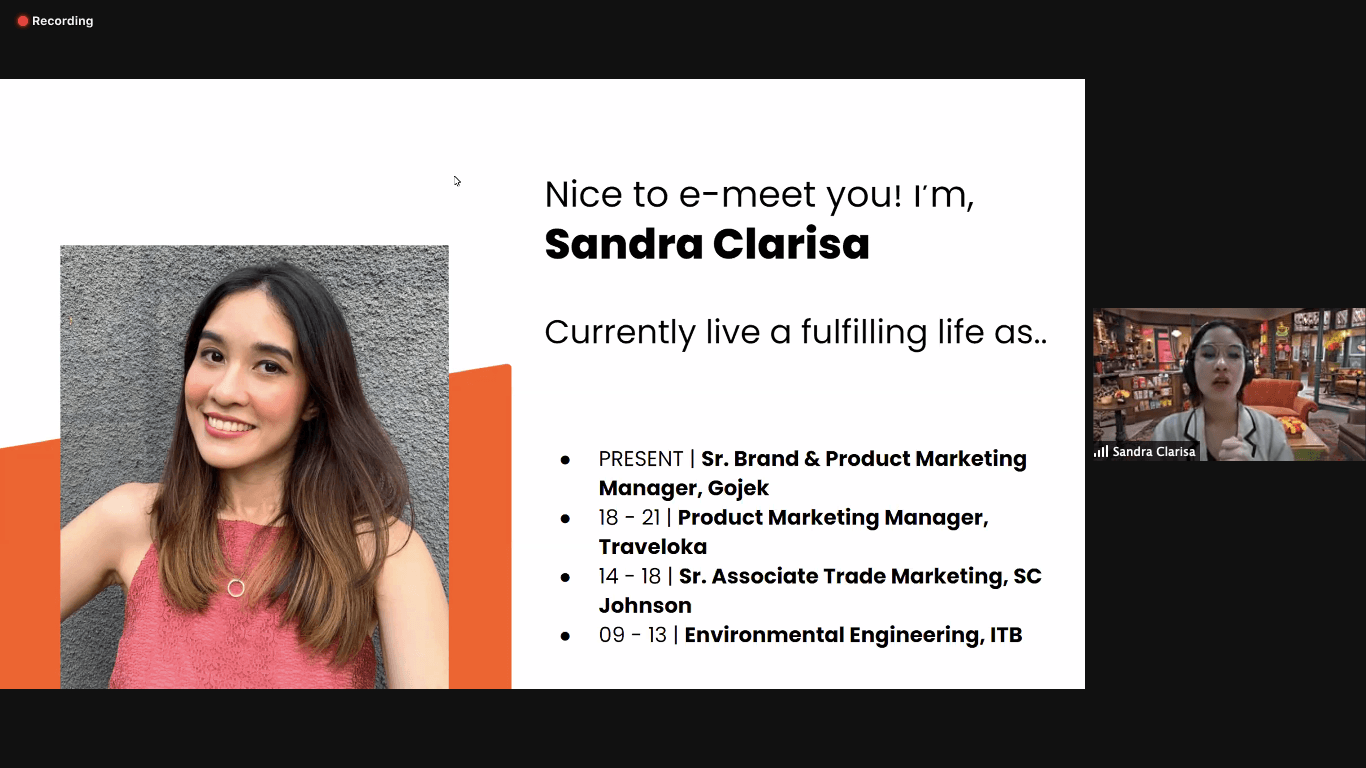 Recording
Nice to e-meet you! I'm,
Sandra Clarisa
Currently live a fulfilling life as..
● PRESENT | Sr. Brand & Product Marketing
Manager, Gojek
● 18 - 21 | Product Marketing Manager,
Traveloka
● 14 - 18 | Sr. Associate Trade Marketing, SC
Johnson
● 09 - 13 | Environmental Engineering, ITB
Sandra Clarisa